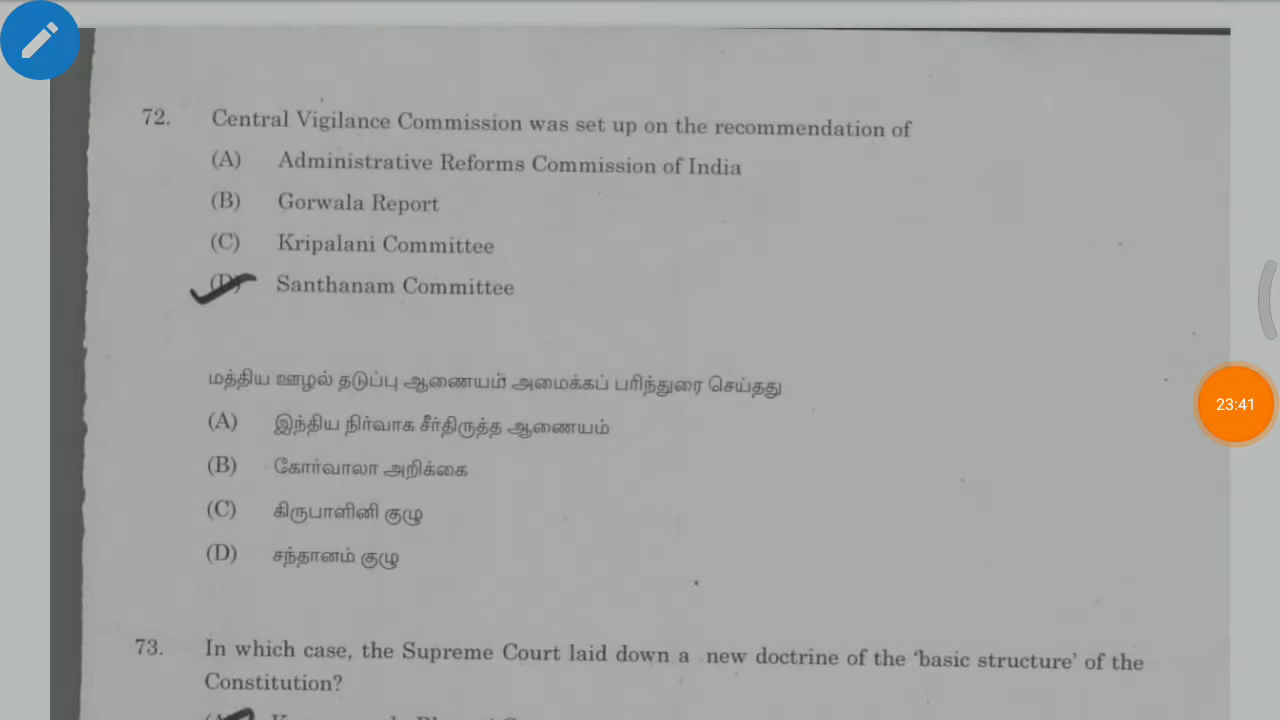 72. Central Vigilance Commission was set up on the recommendation of
(A) Administrative Reforms Commission of India
(B) Gorwala Report
(C) Kripalani Committee
(D) Santhanam Committee
மத்திய ஊழல் தடுப்பு ஆணையம் அமைக்கப் பரிந்துரை செய்தது
(A) இந்திய நிர்வாக சீர்திருத்த ஆணையம்
(B) கோர்வாலா அறிக்கை
(C) கிருபாளினி குழு
(D) சந்தானம் குழு
23:41
73. In which case, the Supreme Court laid down a new doctrine of the 'basic structure' of the
Constitution?